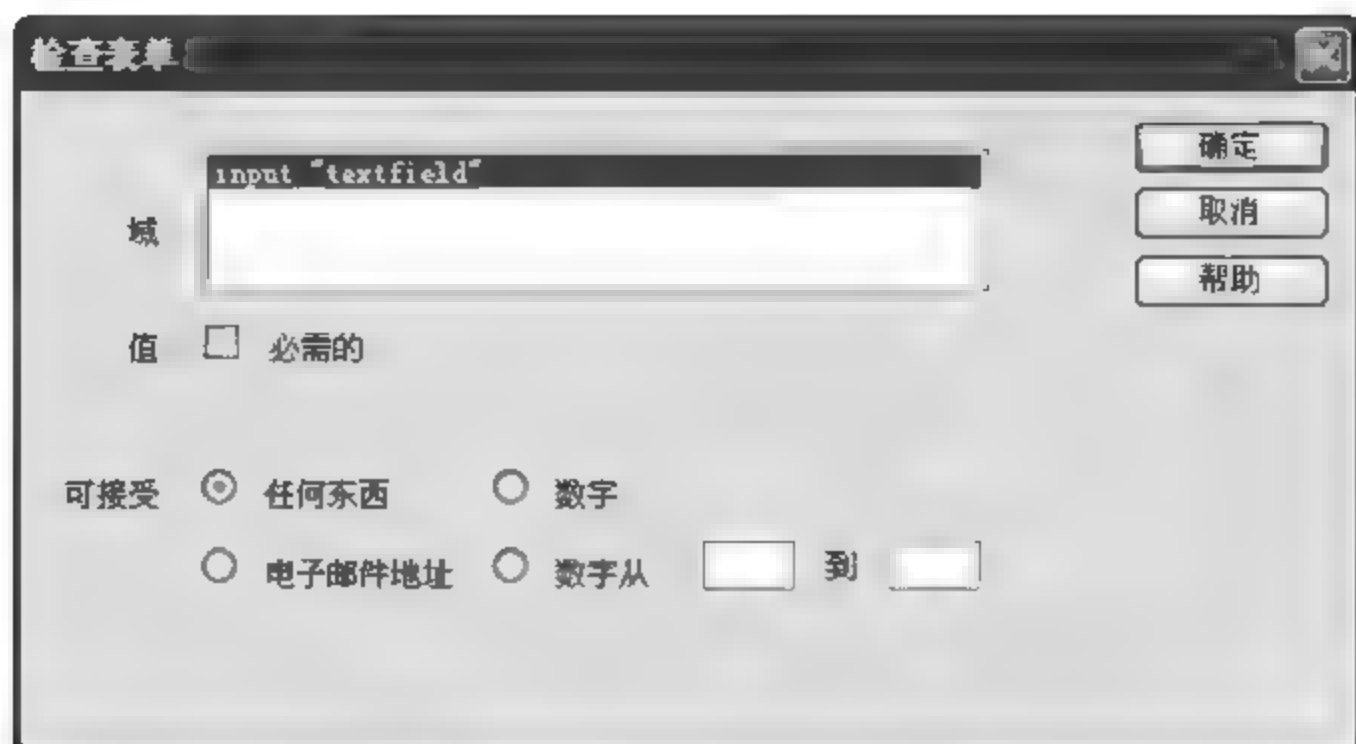 检查表单
input "textfield"
确定
域
取消
帮助
值 必需的
可接受 任何东西 数字
电子邮件地址 数字从 到